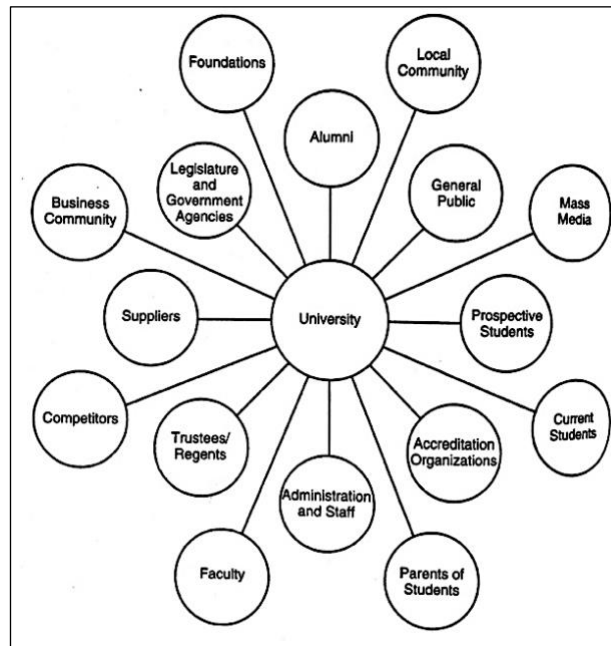 Foundations
Local
Community
Alumni
Legislature
and
Government
Agencies
General
Public
Business
Community
Mass
Media
Suppliers
University
Prospective
Students
Competitors
Trustees/
Regents
Accreditation
Organizations
Current
Students
Administration
and Staff
Faculty
Parents of
Students